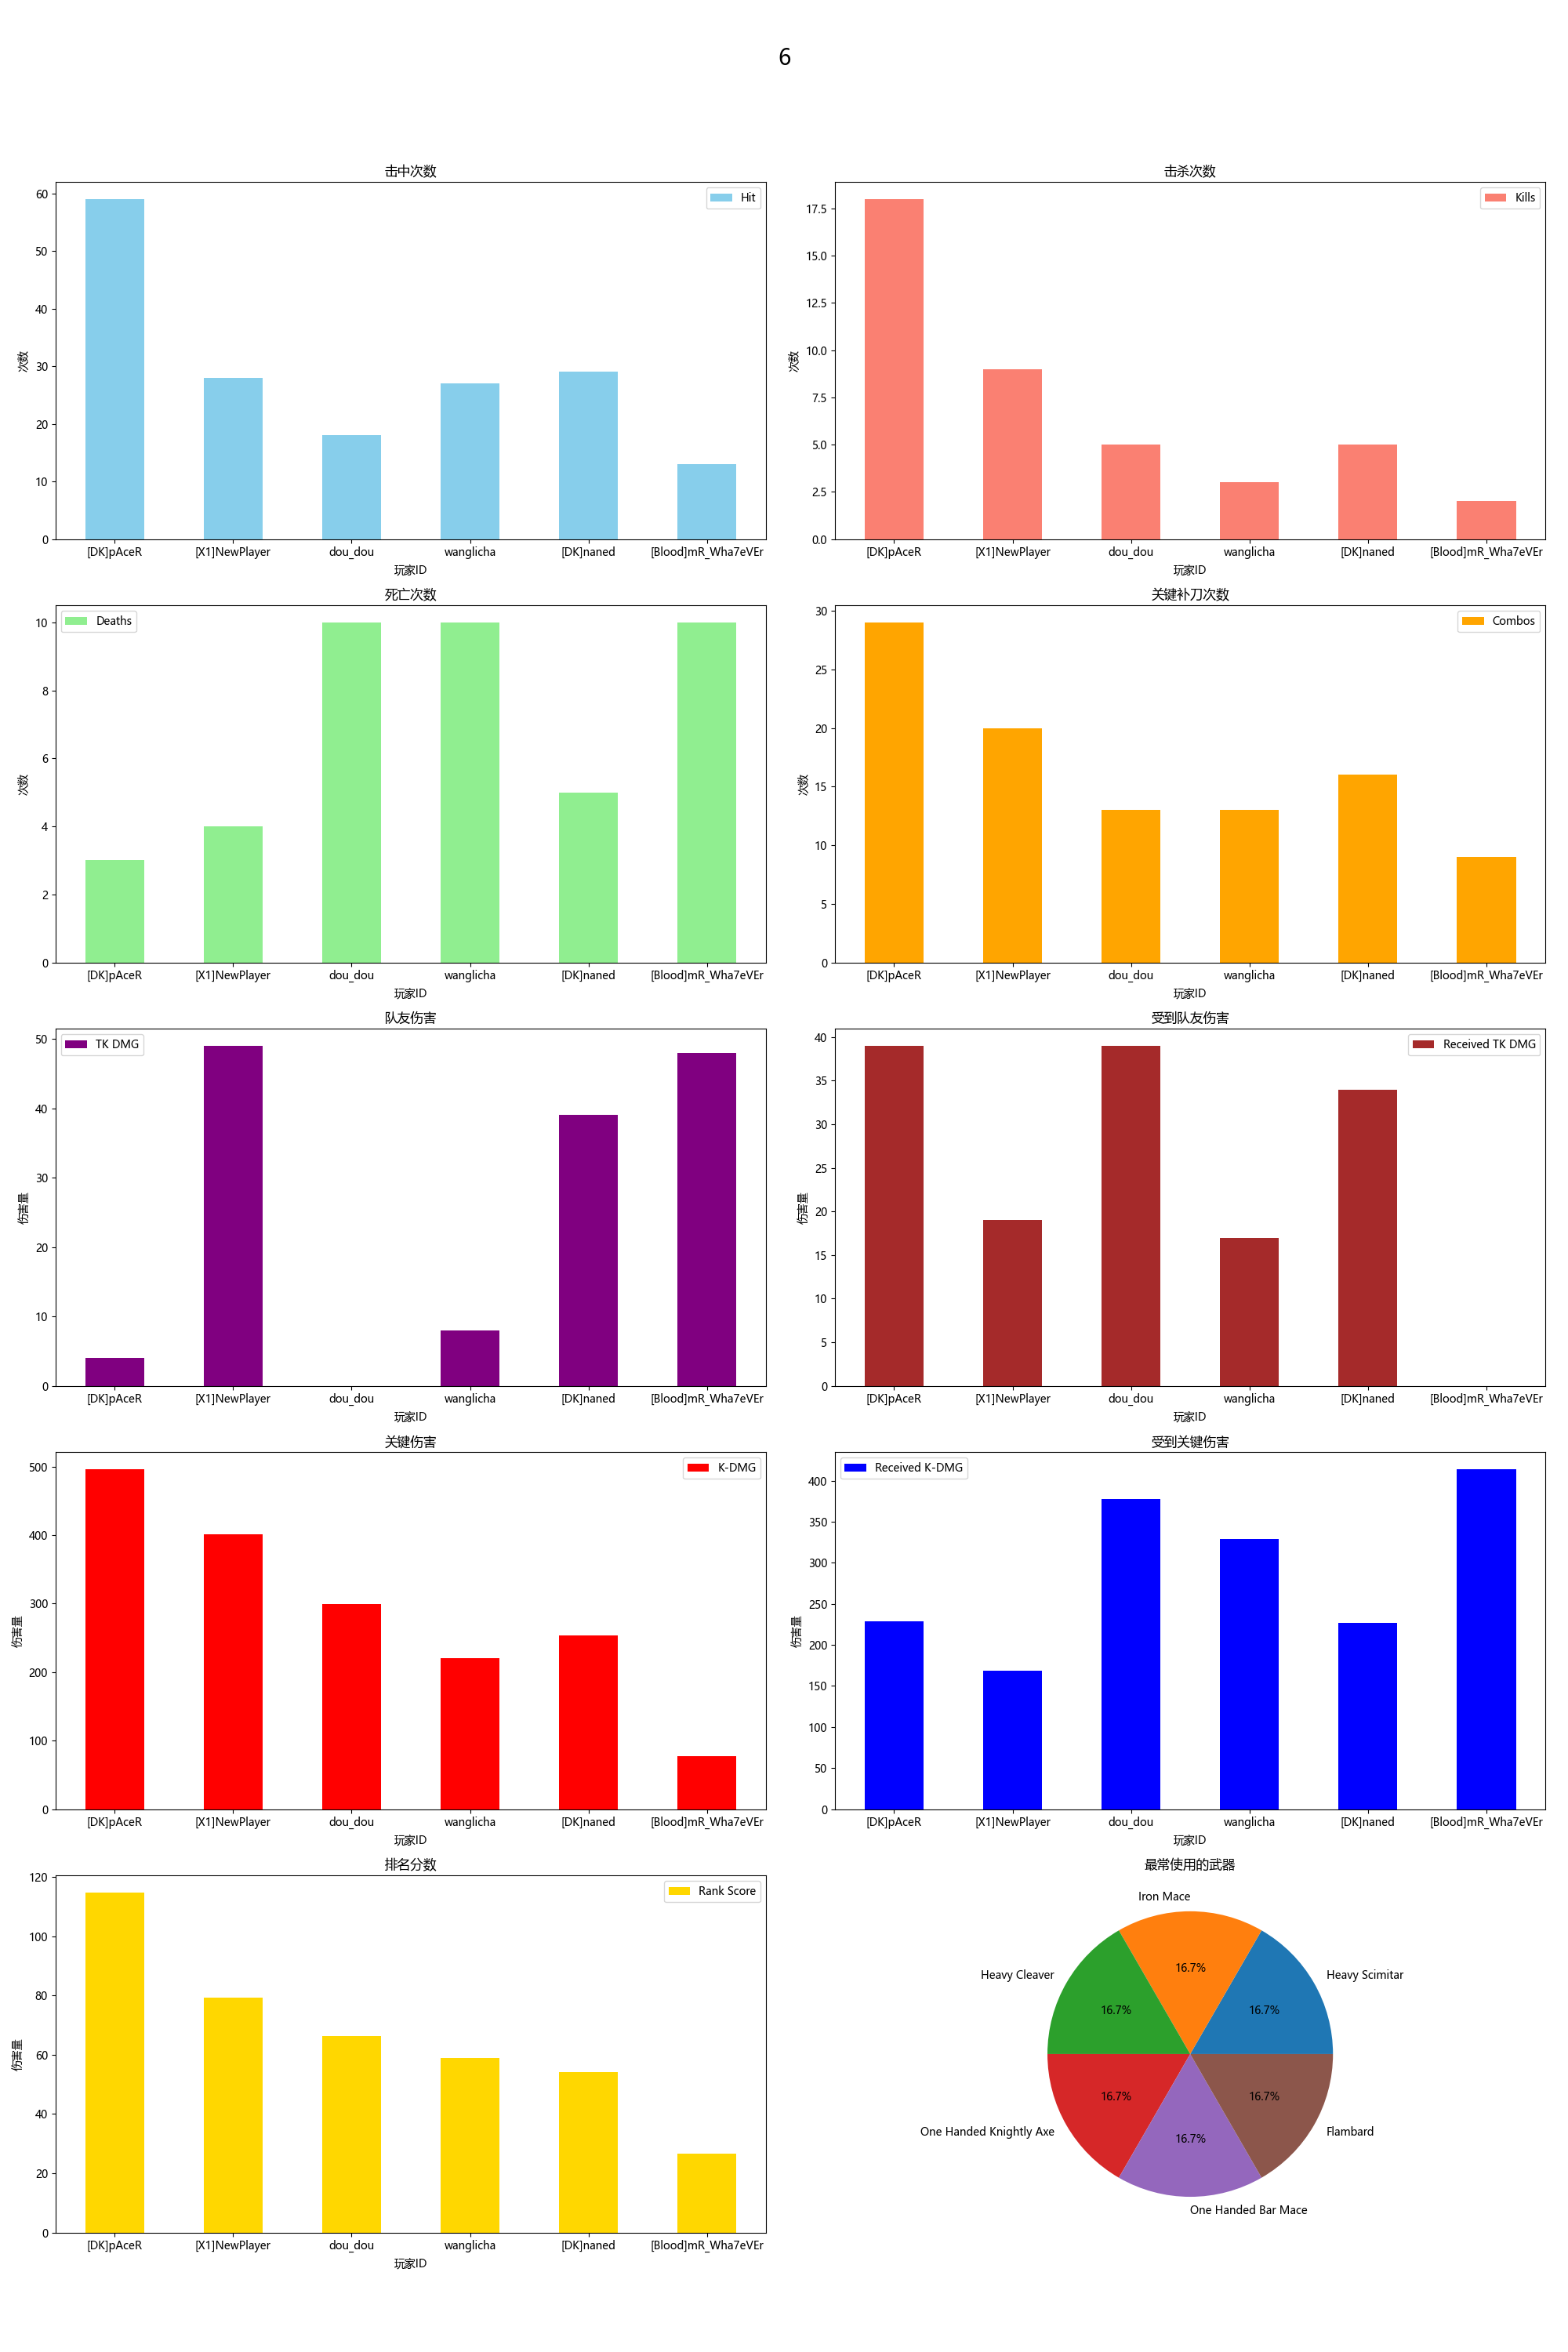 6
击中次数
Hit
60
50
40
30
20
10
0
次数
[DK]pAceR [X1]NewPlayer dou_dou wanglicha [DK]naned [Blood]mR_Wha7eVEr
玩家ID
击杀次数
Kills
17.5
15.0
12.5
10.0
7.5
5.0
2.5
0.0
次数
[DK]pAceR [X1]NewPlayer dou_dou wanglicha [DK]naned [Blood]mR_Wha7eVEr
玩家ID
死亡次数
Deaths
10
8
6
4
2
0
次数
[DK]pAceR [X1]NewPlayer dou_dou wanglicha [DK]naned [Blood]mR_Wha7eVEr
玩家ID
关键补刀次数
Combos
30
25
20
15
10
5
0
次数
[DK]pAceR [X1]NewPlayer dou_dou wanglicha [DK]naned [Blood]mR_Wha7eVEr
玩家ID
队友伤害
TK DMG
50
40
30
20
10
0
伤害量
[DK]pAceR [X1]NewPlayer dou_dou wanglicha [DK]naned [Blood]mR_Wha7eVEr
玩家ID
受到队友伤害
Received TK DMG
40
35
30
25
20
15
10
5
0
伤害量
[DK]pAceR [X1]NewPlayer dou_dou wanglicha [DK]naned [Blood]mR_Wha7eVEr
玩家ID
关键伤害
K-DMG
500
400
300
200
100
0
伤害量
[DK]pAceR [X1]NewPlayer dou_dou wanglicha [DK]naned [Blood]mR_Wha7eVEr
玩家ID
受到关键伤害
Received K-DMG
400
350
300
250
200
150
100
50
0
伤害量
[DK]pAceR [X1]NewPlayer dou_dou wanglicha [DK]naned [Blood]mR_Wha7eVEr
玩家ID
排名分数
Rank Score
120
100
80
60
40
20
0
伤害量
[DK]pAceR [X1]NewPlayer dou_dou wanglicha [DK]naned [Blood]mR_Wha7eVEr
玩家ID
最常使用的武器
Iron Mace
16.7%
Heavy Cleaver
Heavy Scimitar
16.7%
16.7%
16.7%
16.7%
One Handed Knightly Axe
Flambard
16.7%
One Handed Bar Mace